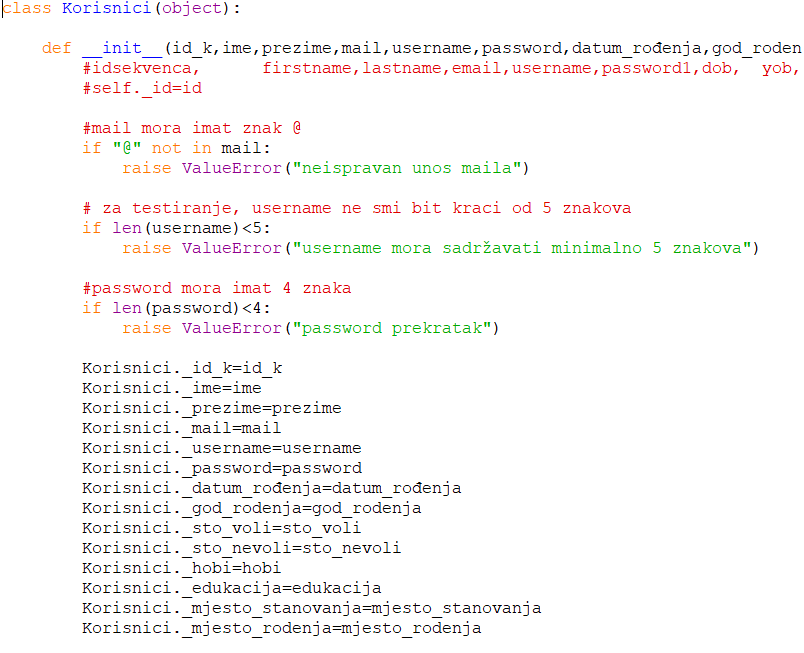 class Korisnici(object):
def __init__(id_k,ime,prezime,mail,username,password,datum_rođenja,god_roden
#idsekvenca, firstname,lastname,email,username,password1,dob, yob,
#self._id=id
#mail mora imat znak @
if "@" not in mail:
raise ValueError("neispravan unos maila")
# za testiranje, username ne smi bit kraci od 5 znakova
if len(username)<5:
raise ValueError("username mora sadržavati minimalno 5 znakova")
#password mora imat 4 znaka
if len(password)<4:
raise ValueError("password prekratak")
Korisnici._id_k=id_k
Korisnici._ime=ime
Korisnici._prezime=prezime
Korisnici._mail=mail
Korisnici._username=username
Korisnici._password=password
Korisnici._datum_rođenja=datum_rođenja
Korisnici._god_rodenja=god_rodenja
Korisnici._sto_voli=sto_voli
Korisnici._sto_nevoli=sto_nevoli
Korisnici._hobi=hobi
Korisnici._edukacija=edukacija
Korisnici._mjesto_stanovanja=mjesto_stanovanja
Korisnici._mjesto_rodenja=mjesto_rodenja